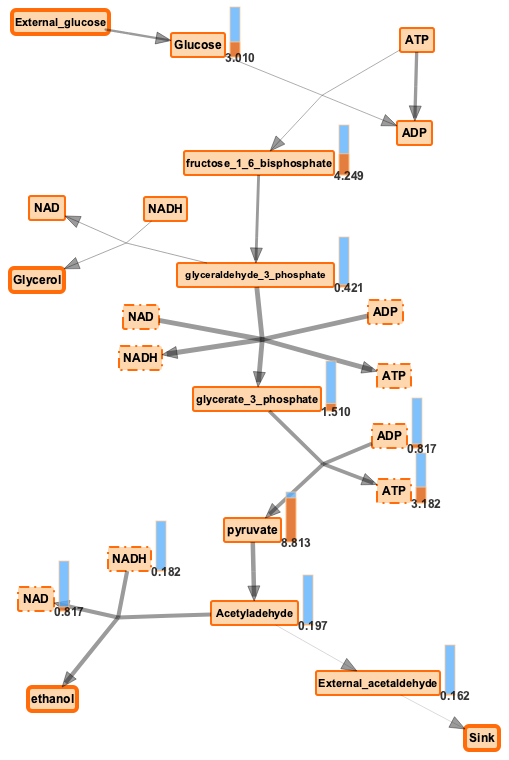 External_glucose
Glucose
3.010
ATP
ADP
fructose_1_6_bisphosphate
4.249
NAD
NADH
Glycerol
glyceraldehyde_3_phosphate
0.421
NAD
ADP
NADH
ATP
glycerate_3_phosphate
1.510
ADP
0.817
ATP
3.182
pyruvate
8.813
NADH
0.182
NAD
0.817
Acetyladehyde
0.197
ethanol
External_acetaldehyde
0.162
Sink